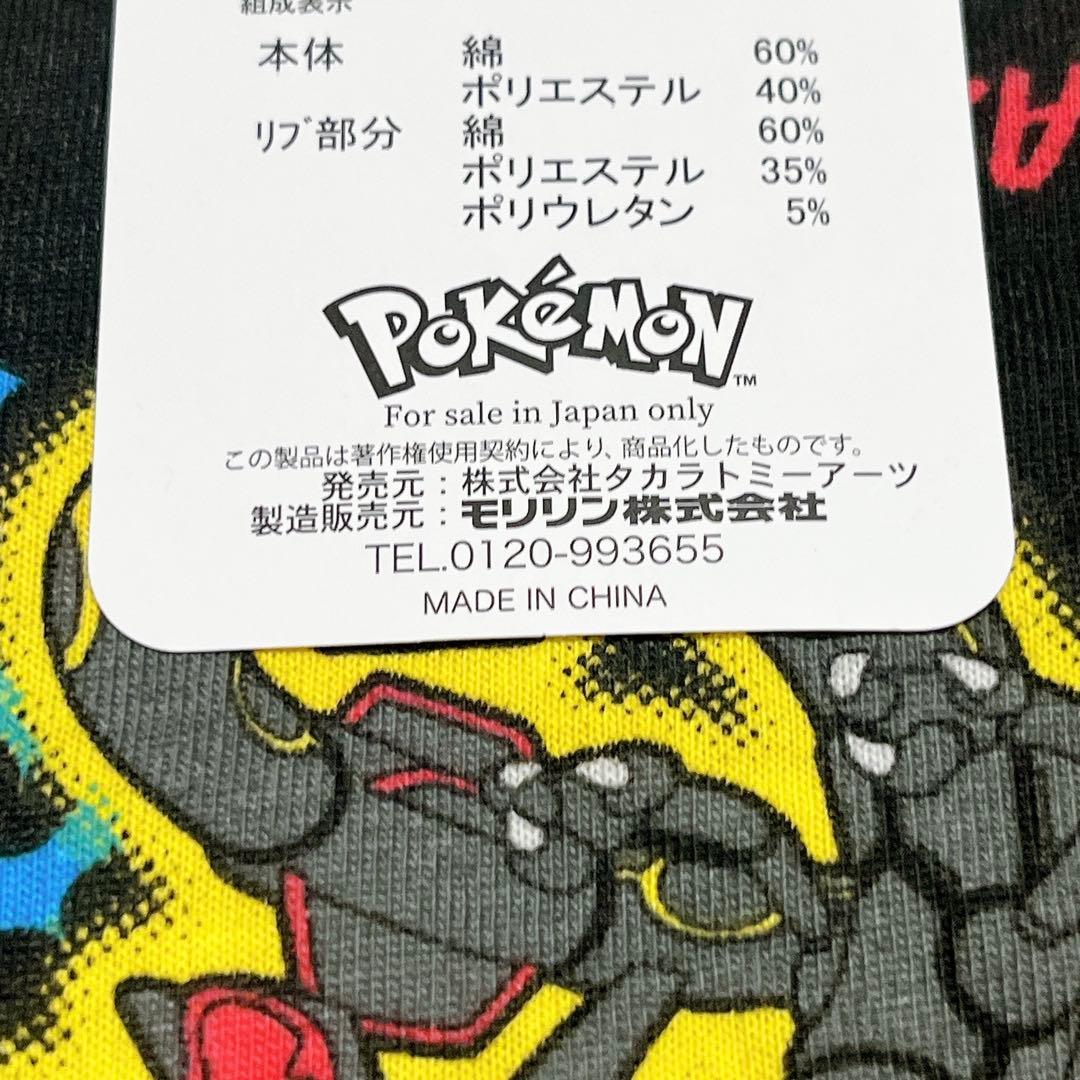 組成表示
本体 綿 60%
ポリエステル 40%
リブ部分 綿 60%
ポリエステル 35%
ポリウレタン 5%
POKéMON™
For sale in Japan only
この製品は著作権使用契約により、商品化したものです。
発売元：株式会社タカラトミーアーツ
製造販売元：モリリン株式会社
TEL.0120-993655
MADE IN CHINA